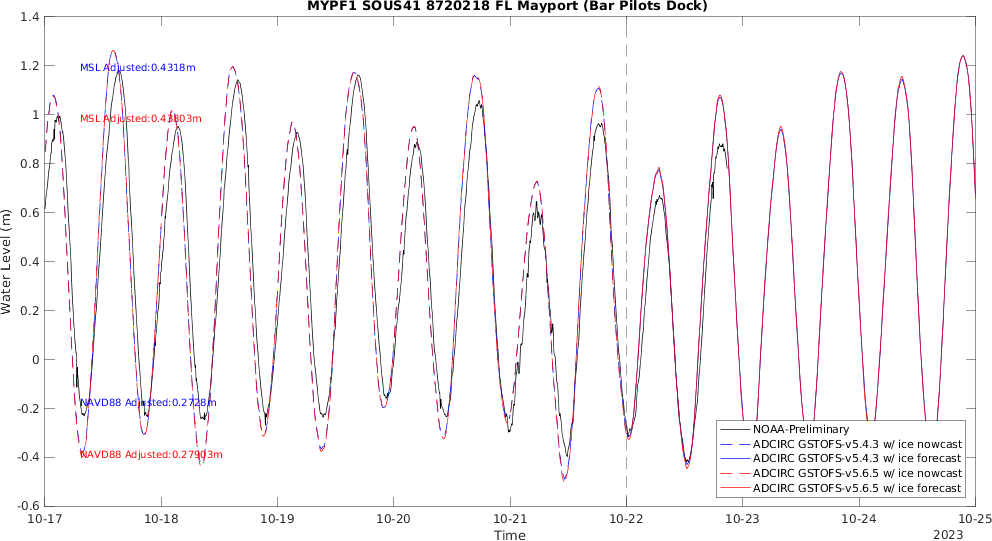 MYPF1 SOUS41 8720218 FL Mayport (Bar Pilots Dock)
1.4
1.2
1
0.8
0.6
0.4
0.2
0
-0.2
-0.4
-0.6
Water Level (m)
MSL Adjusted:0.4318m
MSL Adjusted:0.43803m
NAVD88 Adjusted:0.2728m
NAVD88 Adjusted:0.27903m
NOAA-Preliminary
ADCIRC GSTOFS-v5.4.3 w/ ice nowcast
ADCIRC GSTOFS-v5.4.3 w/ ice forecast
ADCIRC GSTOFS-v5.6.5 w/ ice nowcast
ADCIRC GSTOFS-v5.6.5 w/ ice forecast
10-17 10-18 10-19 10-20 10-21 10-22 10-23 10-24 10-25
Time
2023